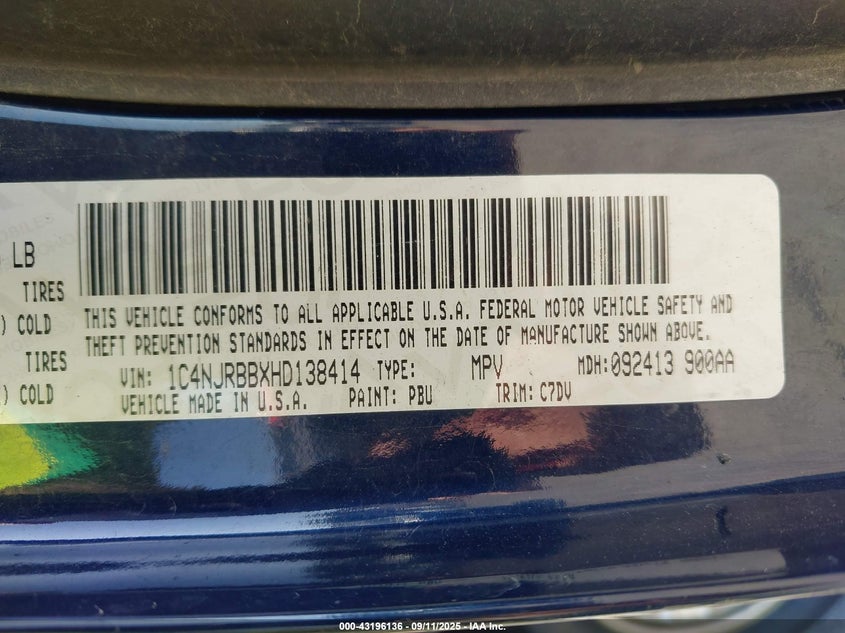 LB
TIRES
) COLD
TIRES
) COLD
THIS VEHICLE CONFORMS TO ALL APPLICABLE U.S.A. FEDERAL MOTOR VEHICLE SAFETY AND
THEFT PREVENTION STANDARDS IN EFFECT ON THE DATE OF MANUFACTURE SHOWN ABOVE.
VIN: 1C4NJRBBXHD138414 TYPE: MPV MDH:092413 900AA
VEHICLE MADE IN U.S.A. PAINT: PBU TRIM: C7DV
000-43196136 - 09/11/2025 - IAA Inc.